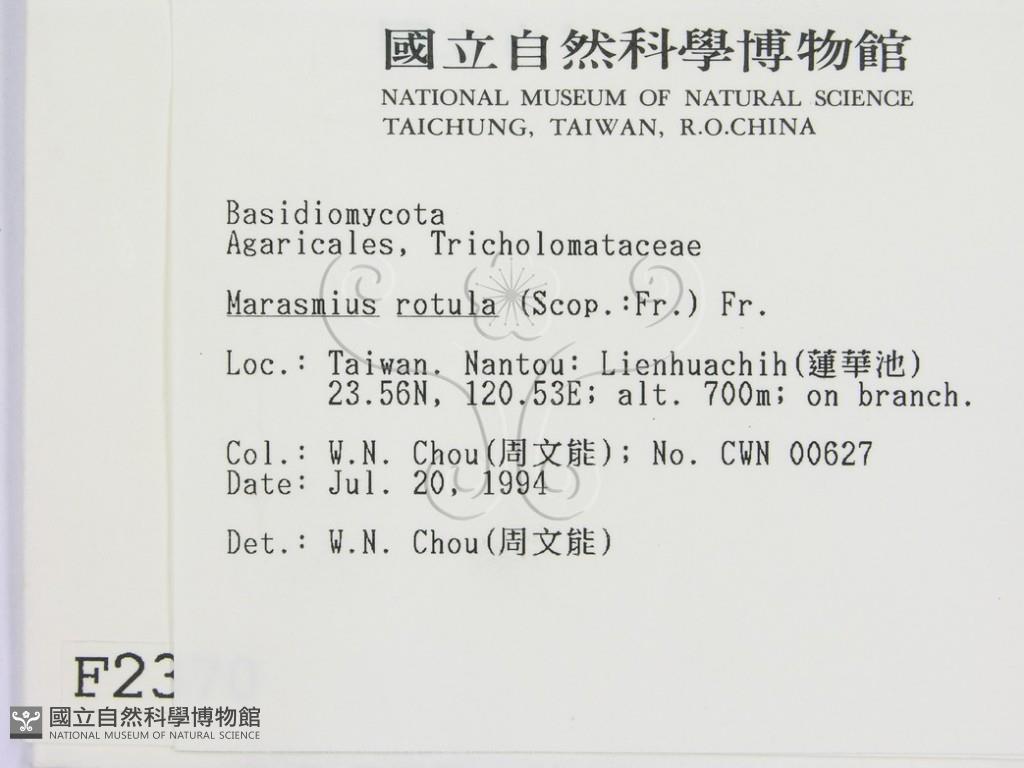 國立自然科學博物館
NATIONAL MUSEUM OF NATURAL SCIENCE
TAICHUNG, TAIWAN, R.O.CHINA
Basidiomycota
Agaricales, Tricholomataceae
Marasmius rotula (Scop.:Fr.) Fr.
Loc.: Taiwan. Nantou: Lienhuachih(蓮華池)
23.56N, 120.53E; alt. 700m; on branch.
Col.: W.N. Chou(周文能); No. CWN 00627
Date: Jul. 20, 1994
Det.: W.N. Chou(周文能)
F2370
國立自然科學博物館
NATIONAL MUSEUM OF NATURAL SCIENCE